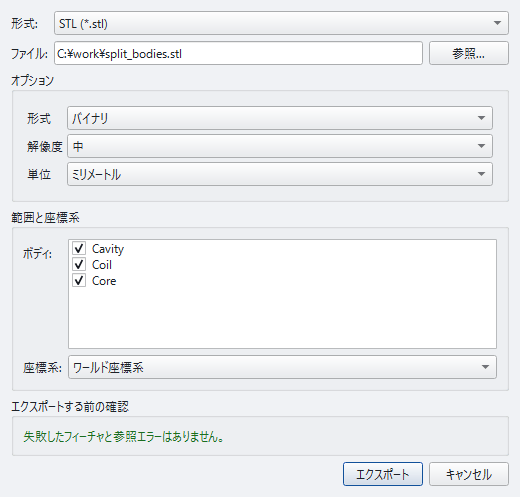 形式: STL (*.stl)
ファイル: C:¥work¥split_bodies.stl 参照...
オプション
形式 バイナリ
解像度 中
単位 ミリメートル
範囲と座標系
ボディ: Cavity
Coil
Core
座標系: ワールド座標系
エクスポートする前の確認
失敗したフィーチャと参照エラーはありません。
エクスポート キャンセル